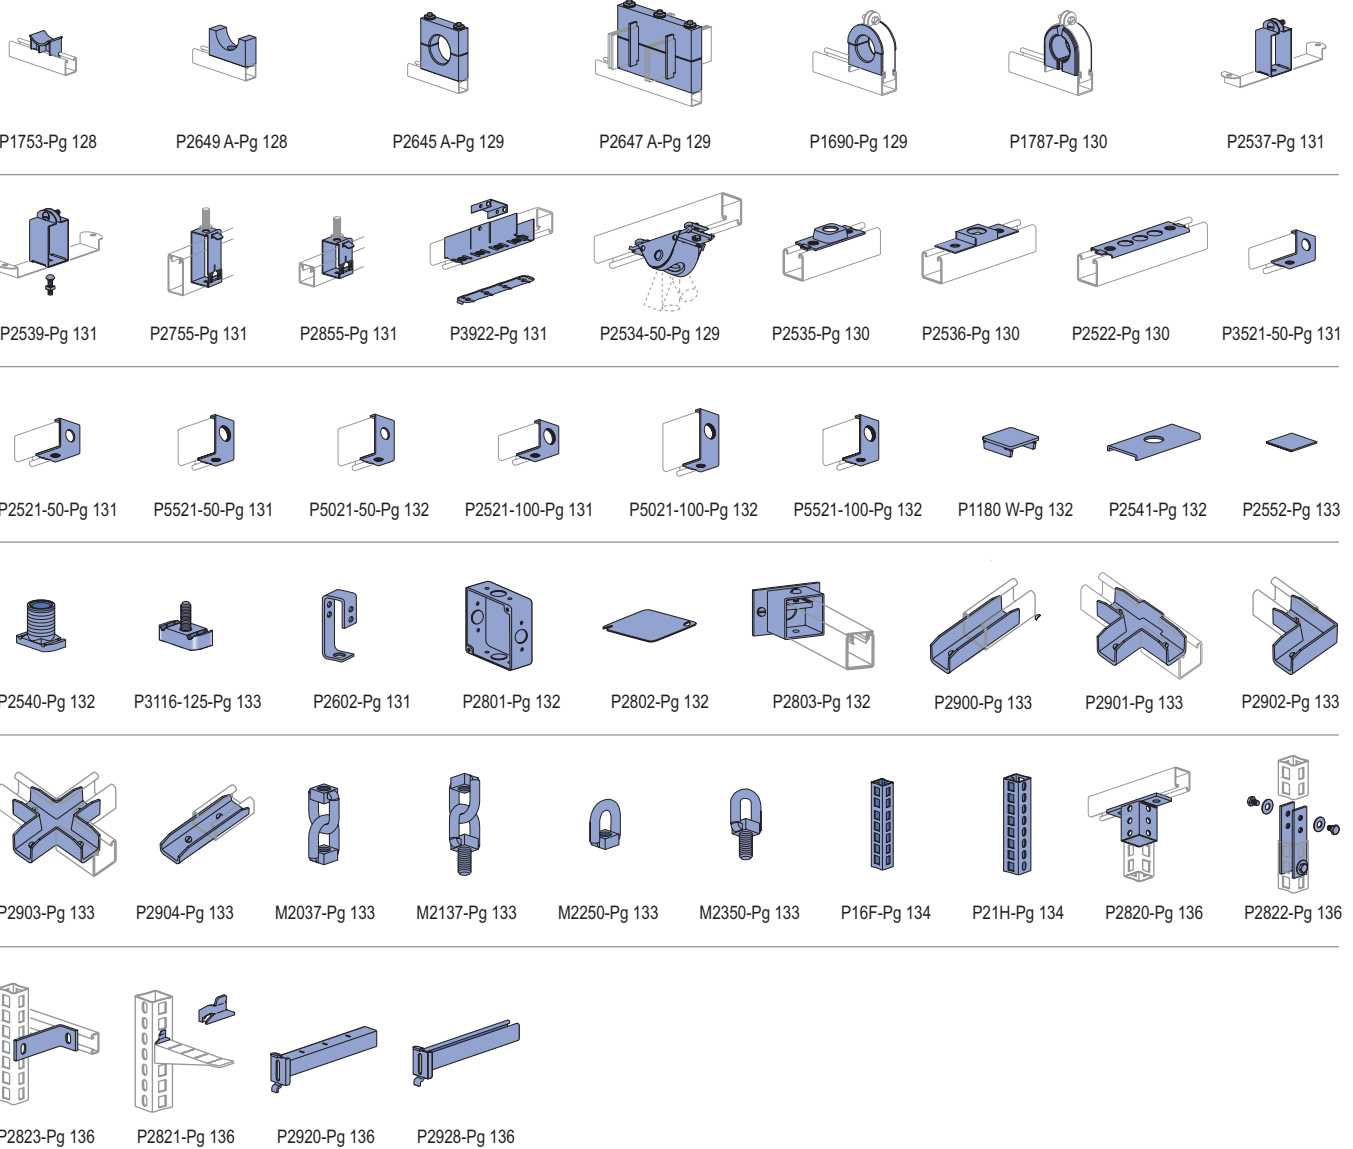 P1753-Pg 128 P2649 A-Pg 128 P2645 A-Pg 129 P2647 A-Pg 129 P1690-Pg 129 P1787-Pg 130 P2537-Pg 131
P2539-Pg 131 P2755-Pg 131 P2855-Pg 131 P3922-Pg 131 P2534-50-Pg 129 P2535-Pg 130 P2536-Pg 130 P2522-Pg 130 P3521-50-Pg 131
P2521-50-Pg 131 P5521-50-Pg 131 P5021-50-Pg 132 P2521-100-Pg 131 P5021-100-Pg 132 P5521-100-Pg 132 P1180 W-Pg 132 P2541-Pg 132 P2552-Pg 133
P2540-Pg 132 P3116-125-Pg 133 P2602-Pg 131 P2801-Pg 132 P2802-Pg 132 P2803-Pg 132 P2900-Pg 133 P2901-Pg 133 P2902-Pg 133
P2903-Pg 133 P2904-Pg 133 M2037-Pg 133 M2137-Pg 133 M2250-Pg 133 M2350-Pg 133 P16F-Pg 134 P21H-Pg 134 P2820-Pg 136 P2822-Pg 136
P2823-Pg 136 P2821-Pg 136 P2920-Pg 136 P2928-Pg 136